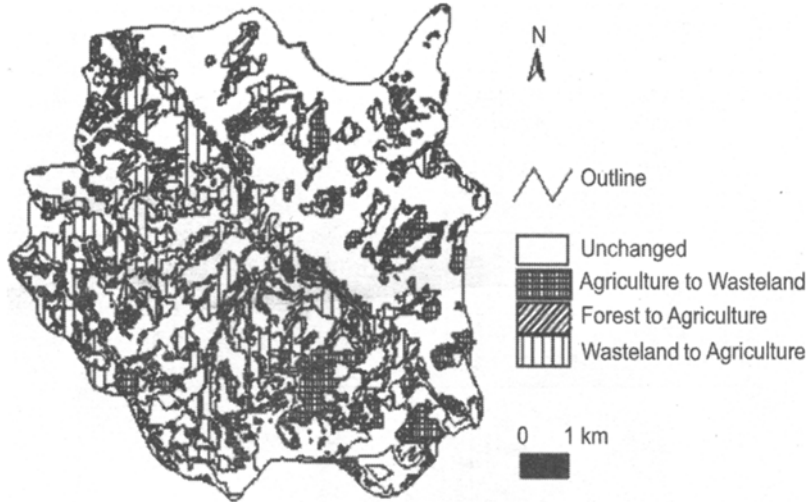 N
Outline
Unchanged
Agriculture to Wasteland
Forest to Agriculture
Wasteland to Agriculture
0 1 km